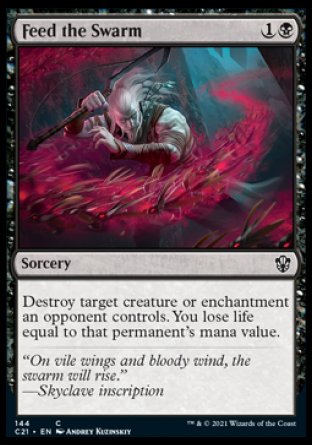 Feed the Swarm 1
Sorcery
Destroy target creature or enchantment
an opponent controls. You lose life
equal to that permanent's mana value.
"On vile wings and bloody wind, the
swarm will rise."
—Skyclave inscription
144 C
C21 • EN Andrey Kuzinskiy
™ & © 2021 Wizards of the Coast